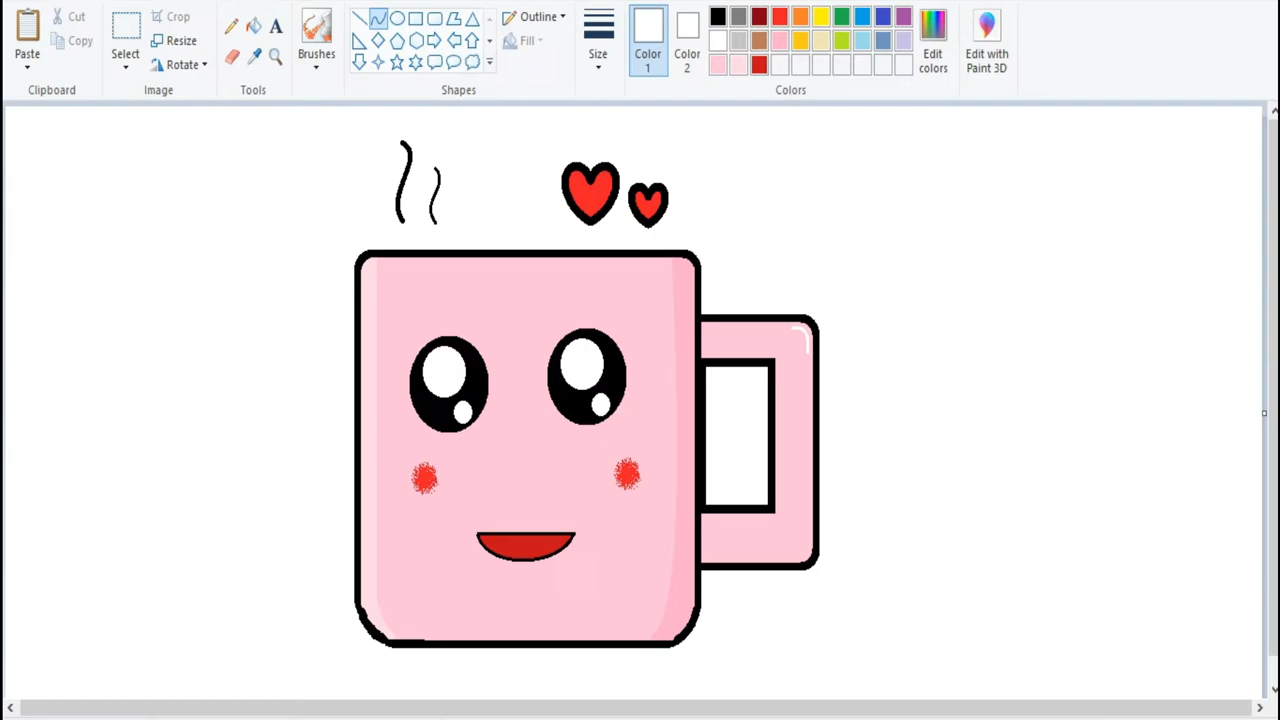 Paste
Cut
Copy
Clipboard
Select
Crop
Resize
Rotate
Image
A
Tools
Brushes
Outline
Fill
Shapes
Size
Color
1
Color
2
Edit
colors
Colors
Edit with
Paint 3D